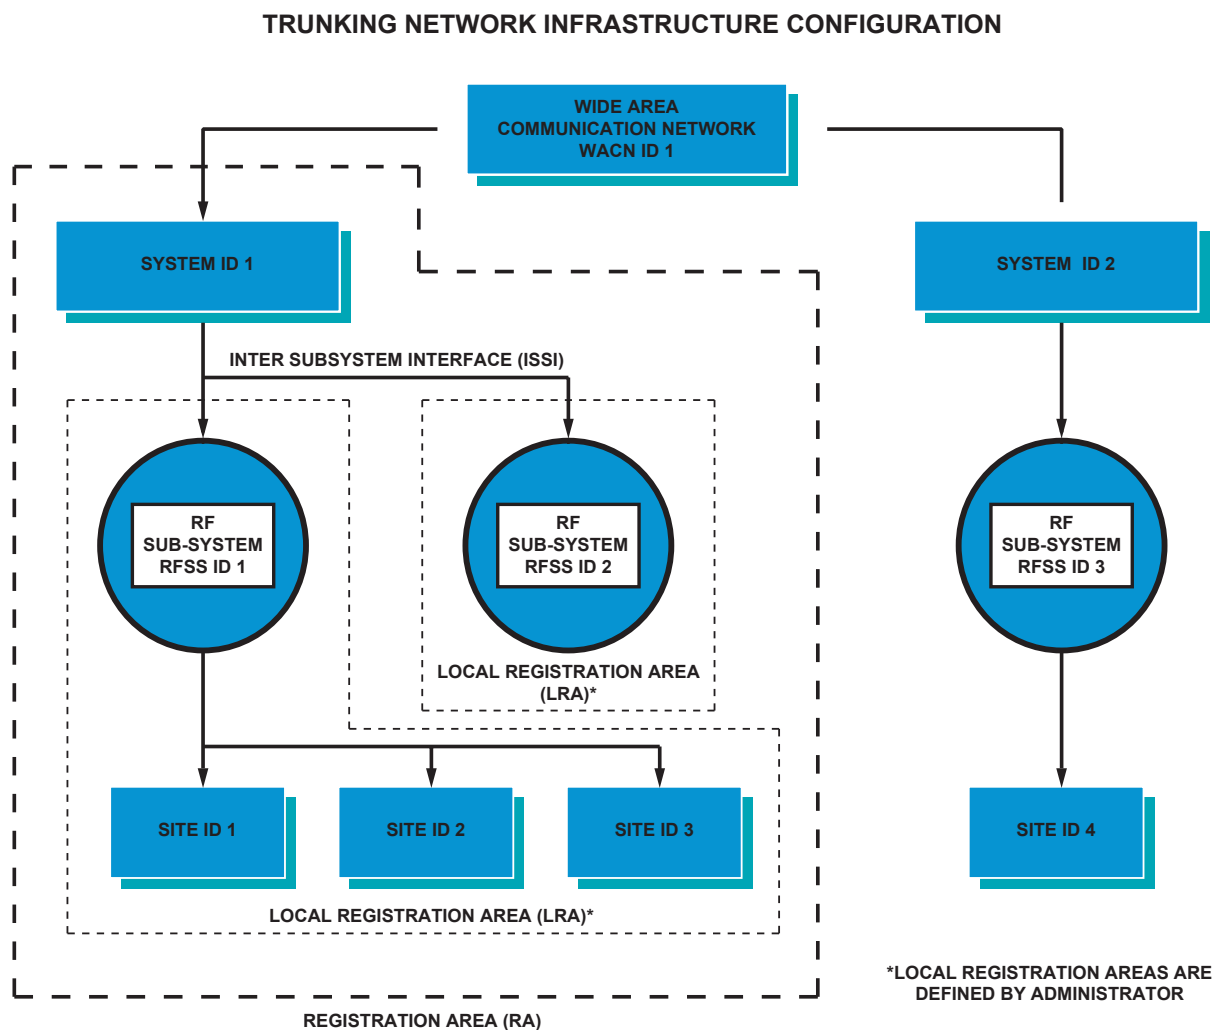 TRUNKING NETWORK INFRASTRUCTURE CONFIGURATION
WIDE AREA
COMMUNICATION NETWORK
WACN ID 1
SYSTEM ID 1
SYSTEM ID 2
INTER SUBSYSTEM INTERFACE (ISSI)
RF
SUB-SYSTEM
RFSS ID 1
RF
SUB-SYSTEM
RFSS ID 2
RF
SUB-SYSTEM
RFSS ID 3
LOCAL REGISTRATION AREA
(LRA)*
SITE ID 1
SITE ID 2
SITE ID 3
SITE ID 4
LOCAL REGISTRATION AREA (LRA)*
*LOCAL REGISTRATION AREAS ARE
DEFINED BY ADMINISTRATOR
REGISTRATION AREA (RA)